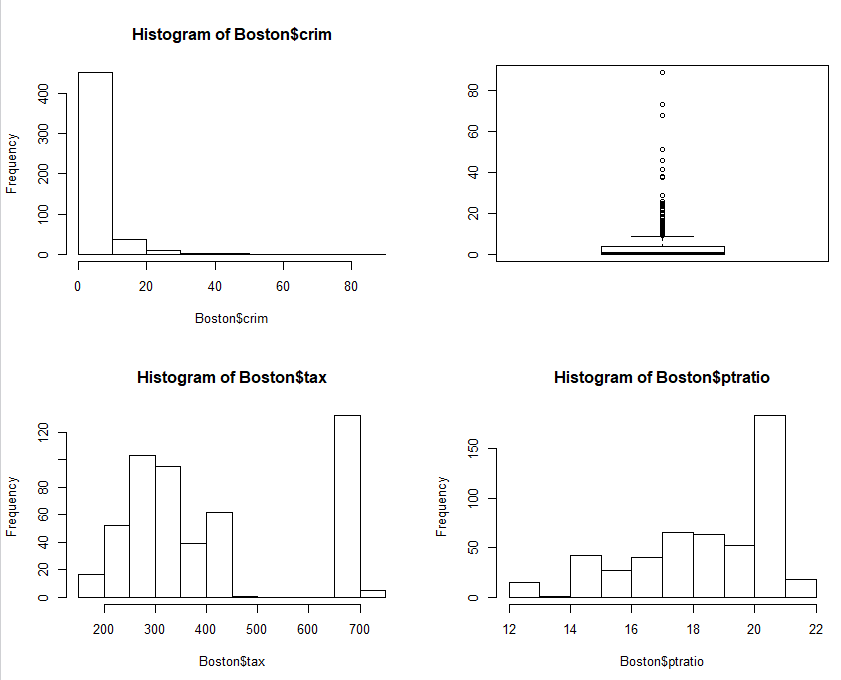 Histogram of Boston$crim
Frequency
0 100 200 300 400
0 20 40 60 80
Boston$crim
0 20 40 60 80
Histogram of Boston$tax
Frequency
0 20 40 60 80 120
200 300 400 500 600 700
Boston$tax
Histogram of Boston$ptratio
Frequency
0 50 100 150
12 14 16 18 20 22
Boston$ptratio